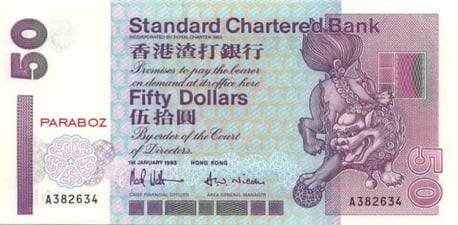 50
Standard Chartered Bank
INCORPORATED BY ROYAL CHARTER 1853
香港渣打銀行
Promises to pay the bearer
on demand at its office here
Fifty Dollars
伍拾圓
By order of the Court
of Directors.
PARABOZ
1ST JANUARY 1993 HONG KONG
CHIEF FINANCIAL OFFICER AREA GENERAL MANAGER
A382634
A382634
50